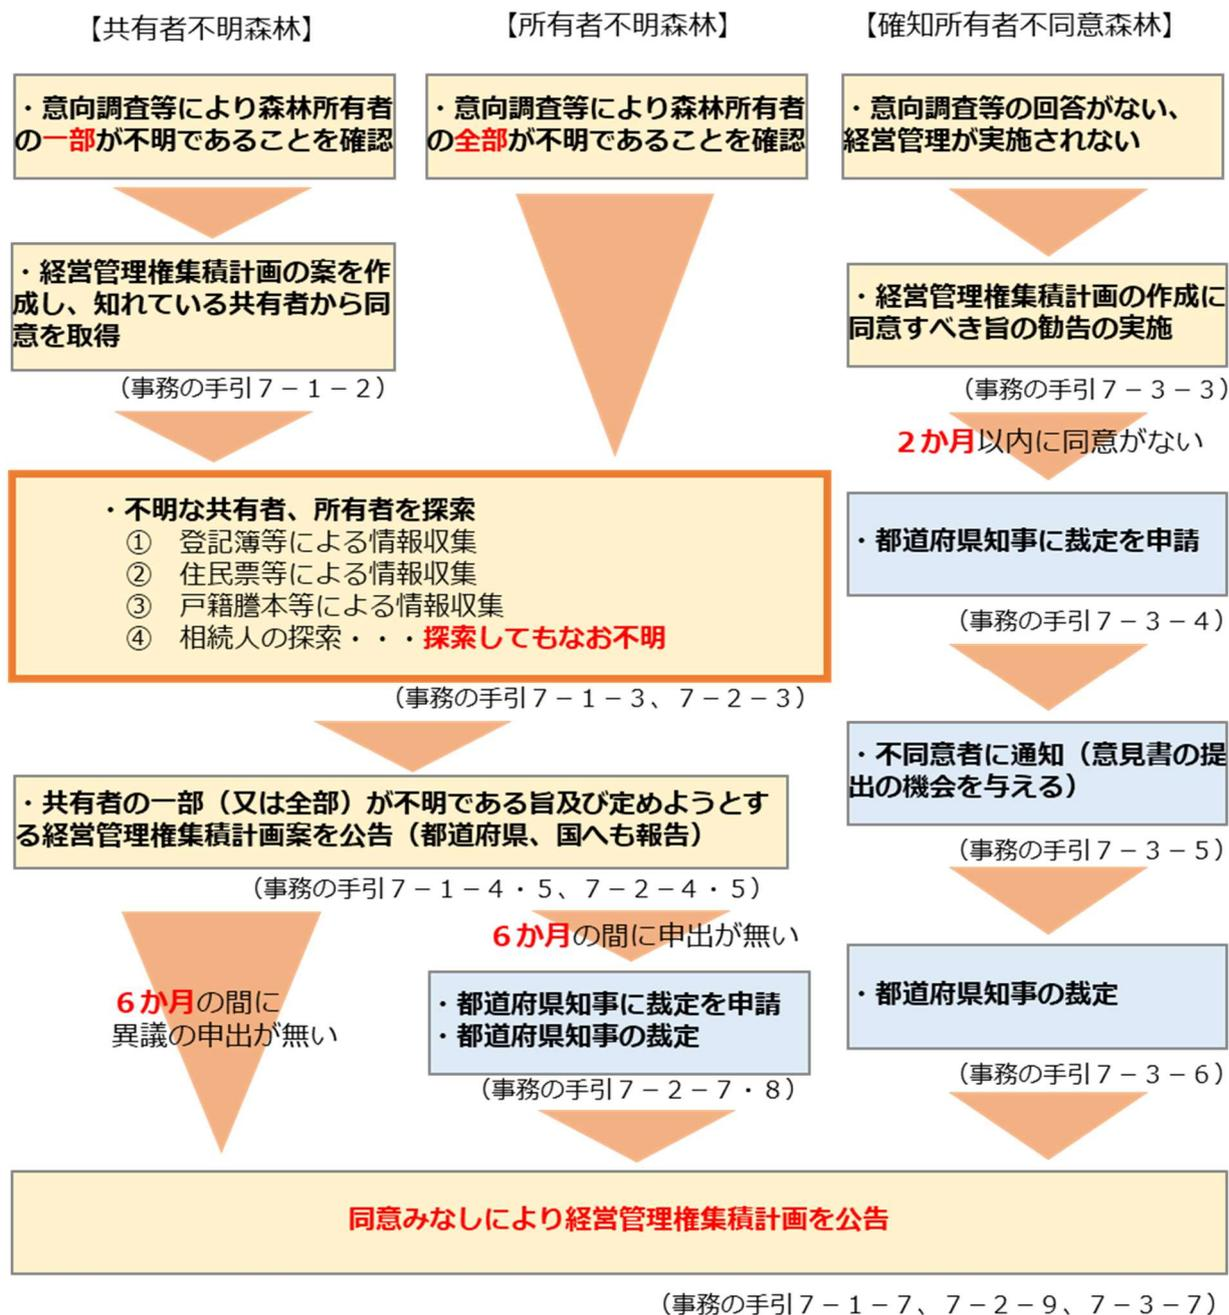 【共有者不明森林】
【所有者不明森林】
【確知所有者不同意森林】
・意向調査等により森林所有者
の一部が不明であることを確認
・意向調査等により森林所有者
の全部が不明であることを確認
・意向調査等の回答がない、
経営管理が実施されない
・経営管理権集積計画の案を作
成し、知れている共有者から同
意を取得
（事務の手引７－１－２）
・経営管理権集積計画の作成に
同意すべき旨の勧告の実施
（事務の手引７－３－３）
２か月以内に同意がない
・不明な共有者、所有者を探索
① 登記簿等による情報収集
② 住民票等による情報収集
③ 戸籍謄本等による情報収集
④ 相続人の探索・・・探索してもなお不明
（事務の手引７－１－３、７－２－３）
・都道府県知事に裁定を申請
（事務の手引７－３－４）
・不同意者に通知（意見書の提
出の機会を与える）
（事務の手引７－３－５）
・共有者の一部（又は全部）が不明である旨及び定めようとす
る経営管理権集積計画案を公告（都道府県、国へも報告）
（事務の手引７－１－４・５、７－２－４・５）
６か月の間に
異議の申出が無い
６か月の間に申出が無い
・都道府県知事に裁定を申請
・都道府県知事の裁定
（事務の手引７－２－７・８）
・都道府県知事の裁定
（事務の手引７－３－６）
同意みなしにより経営管理権集積計画を公告
（事務の手引７－１－７、７－２－９、７－３－７）